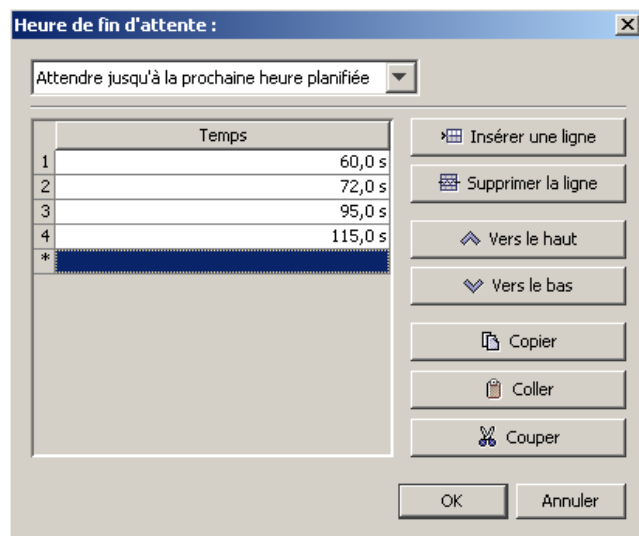 Heure de fin d'attente :
Attendre jusqu'à la prochaine heure planifiée
Temps
1 60,0 s
2 72,0 s
3 95,0 s
4 115,0 s
*
Insérer une ligne
Supprimer la ligne
Vers le haut
Vers le bas
Copier
Coller
Couper
OK Annuler